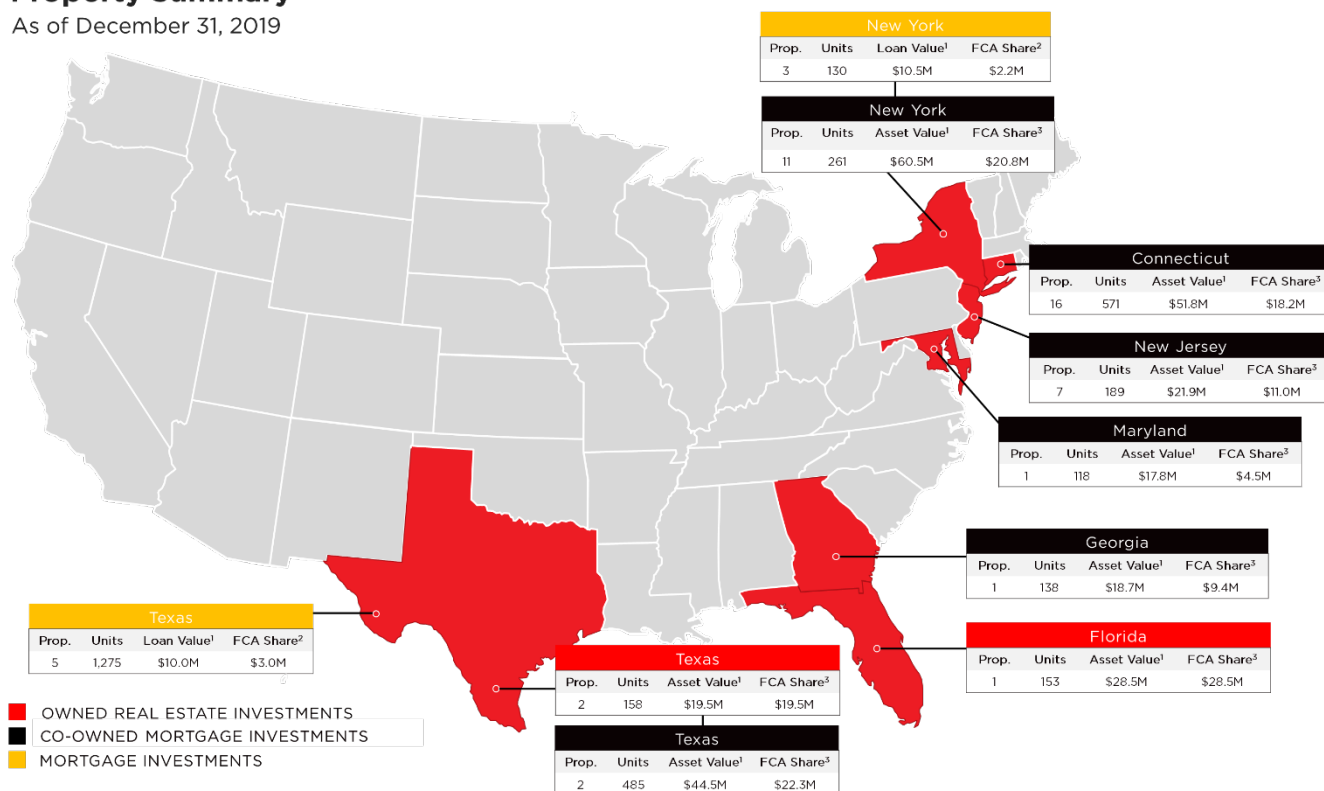 Property Summary
As of December 31, 2019
New York
Prop. Units Loan Value¹ FCA Share²
3 130 $10.5M $2.2M
New York
Prop. Units Asset Value¹ FCA Share³
11 261 $60.5M $20.8M
Connecticut
Prop. Units Asset Value¹ FCA Share³
16 571 $51.8M $18.2M
New Jersey
Prop. Units Asset Value¹ FCA Share³
7 189 $21.9M $11.0M
Maryland
Prop. Units Asset Value¹ FCA Share³
1 118 $17.8M $4.5M
Georgia
Prop. Units Asset Value¹ FCA Share³
1 138 $18.7M $9.4M
Florida
Prop. Units Asset Value¹ FCA Share³
1 153 $28.5M $28.5M
Texas
Prop. Units Loan Value¹ FCA Share²
5 1,275 $10.0M $3.0M
Texas
Prop. Units Asset Value¹ FCA Share³
2 158 $19.5M $19.5M
Texas
Prop. Units Asset Value¹ FCA Share³
2 485 $44.5M $22.3M
OWNED REAL ESTATE INVESTMENTS
CO-OWNED MORTGAGE INVESTMENTS
MORTGAGE INVESTMENTS